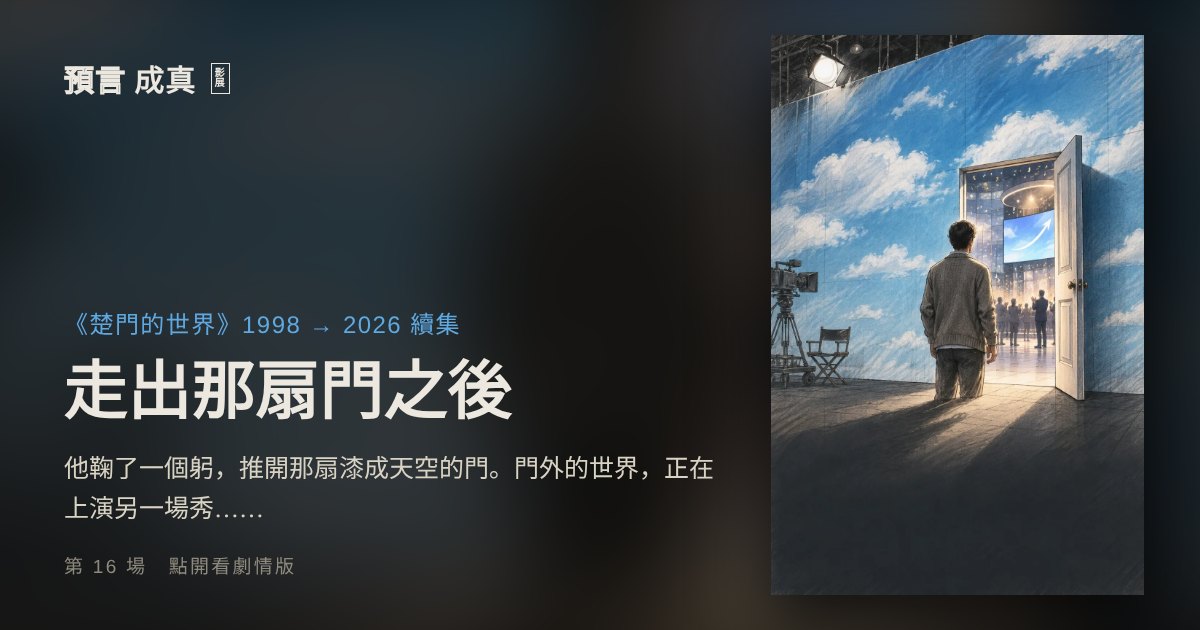 預言 成真 影展
《楚門的世界》1998 → 2026 續集
走出那扇門之後
他鞠了一個躬，推開那扇漆成天空的門。門外的世界，正在
上演另一場秀……
第 16 場　點開看劇情版